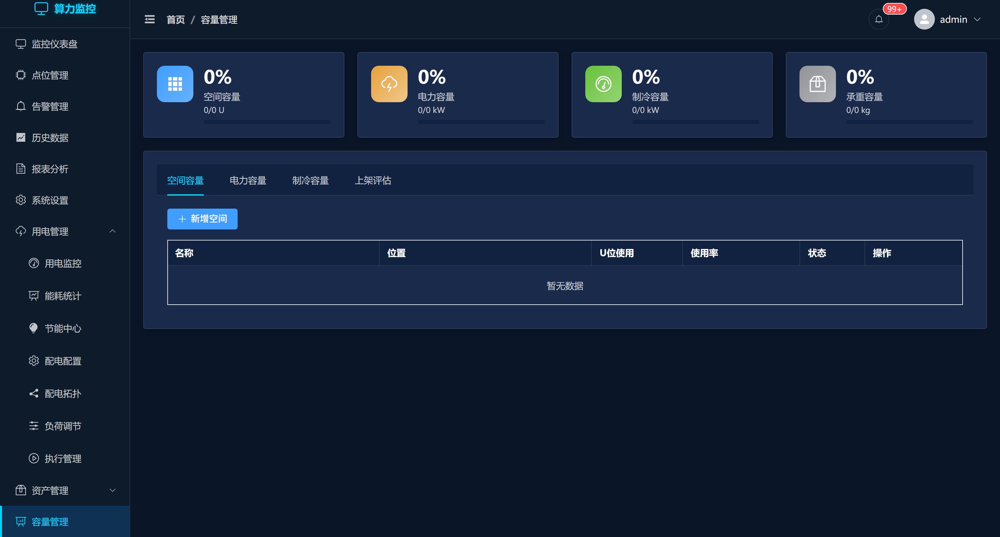 算力监控
监控仪表盘
点位管理
告警管理
历史数据
报表分析
系统设置
用电管理
用电监控
能耗统计
节能中心
配电配置
配电拓扑
负荷调节
执行管理
资产管理
容量管理
首页 / 容量管理
99+
admin
0%
空间容量
0/0 U
0%
电力容量
0/0 kW
0%
制冷容量
0/0 kW
0%
承重容量
0/0 kg
空间容量 电力容量 制冷容量 上架评估
新增空间
名称 位置 U位使用 使用率 状态 操作
暂无数据